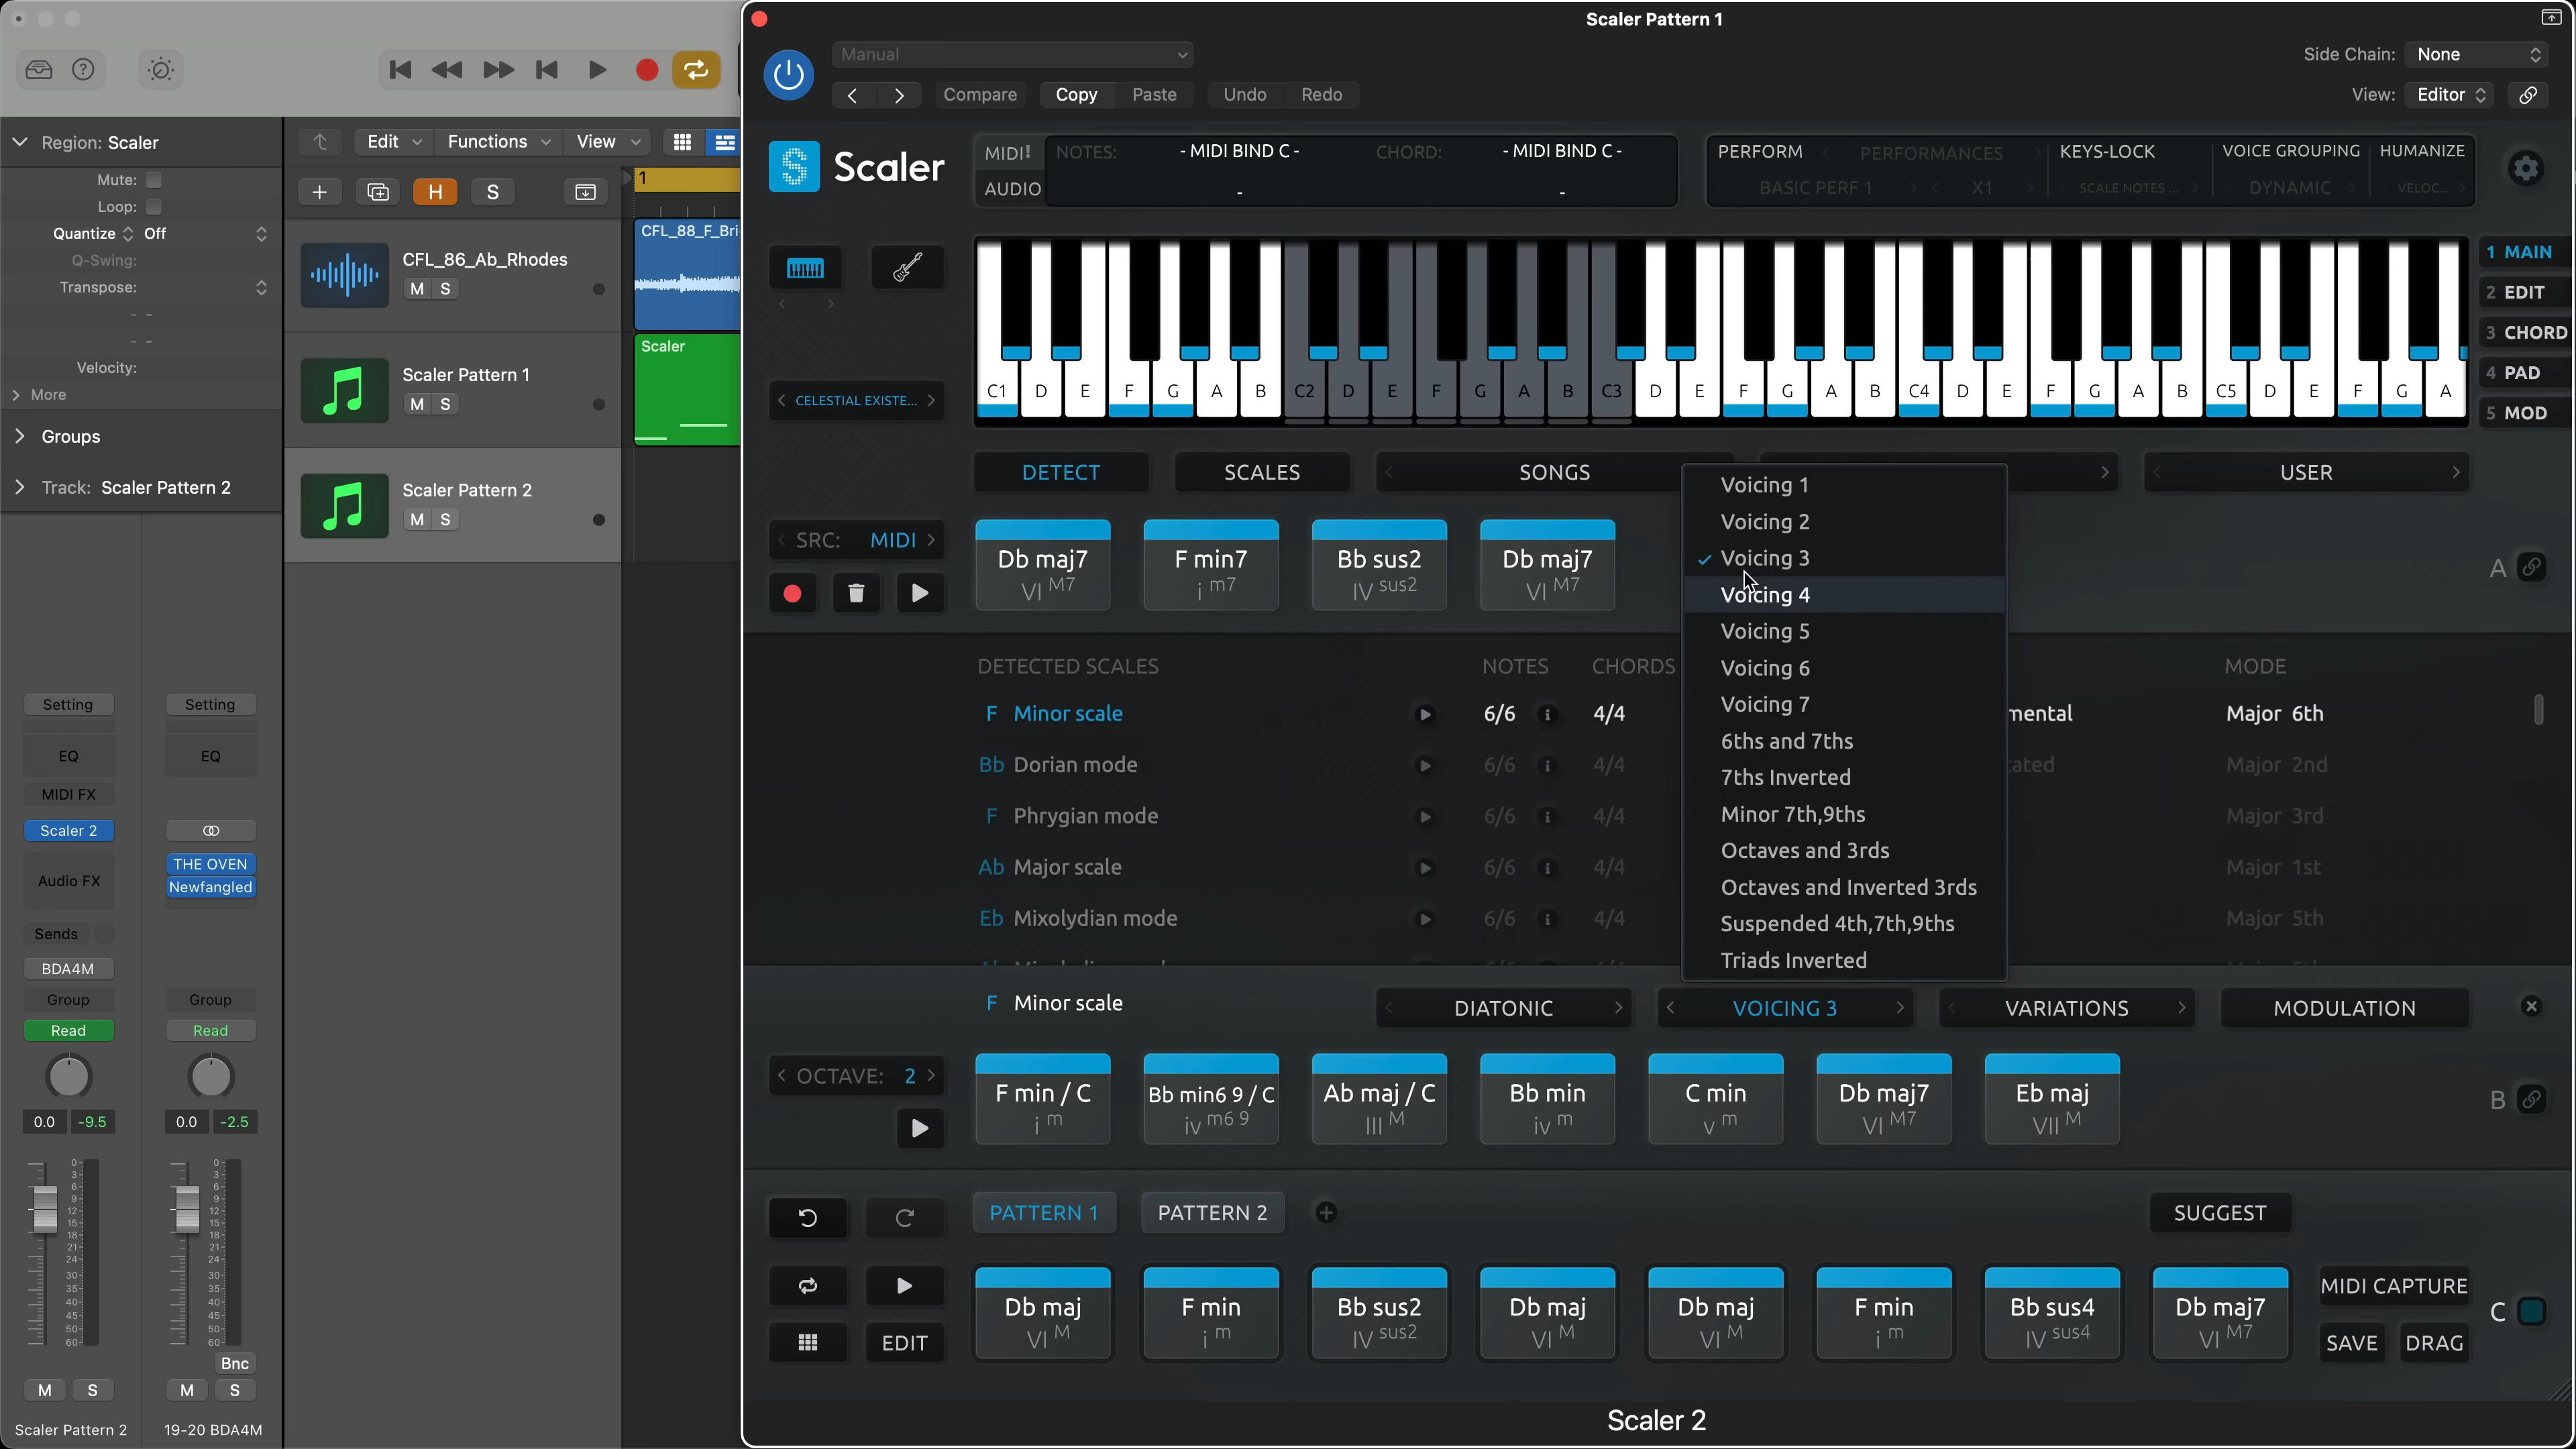 Region: Scaler
Mute:
Loop:
Quantize Off
Q-Swing:
Transpose:
- -
- -
Velocity:
More
Groups
Track: Scaler Pattern 2
Setting Setting
EQ EQ
MIDI FX
Scaler 2
THE OVEN
Newfangled
Audio FX
Sends
BDA4M
Group Group
Read Read
0.0 -9.5 0.0 -2.5
Bnc
M S M S
Scaler Pattern 2 19-20 BDA4M
Edit Functions View
H S
1
CFL_86_Ab_Rhodes
M S
CFL_88_F_Bri
Scaler Pattern 1
M S
Scaler
Scaler Pattern 2
M S
Scaler Pattern 1
Manual
Side Chain: None
Compare Copy Paste Undo Redo
View: Editor
Scaler
MIDI
AUDIO
NOTES: - MIDI BIND C - CHORD: - MIDI BIND C -
- -
PERFORM PERFORMANCES KEYS-LOCK VOICE GROUPING HUMANIZE
BASIC PERF 1 X1 SCALE NOTES ... DYNAMIC VELOC...
C1 D E F G A B C2 D E F G A B C3 D E F G A B C4 D E F G A B C5 D E F G A
1 MAIN
2 EDIT
3 CHORD
4 PAD
5 MOD
CELESTIAL EXISTE...
DETECT SCALES SONGS USER
SRC: MIDI
Db maj7 F min7 Bb sus2 Db maj7
VI M7 i m7 IV sus2 VI M7
A
Voicing 1
Voicing 2
Voicing 3
Voicing 4
Voicing 5
Voicing 6
Voicing 7
6ths and 7ths
7ths Inverted
Minor 7th,9ths
Octaves and 3rds
Octaves and Inverted 3rds
Suspended 4th,7th,9ths
Triads Inverted
DETECTED SCALES NOTES CHORDS MODE
F Minor scale 6/6 4/4 mental Major 6th
Bb Dorian mode 6/6 4/4 Major 2nd
F Phrygian mode 6/6 4/4 Major 3rd
Ab Major scale 6/6 4/4 Major 1st
Eb Mixolydian mode 6/6 4/4 Major 5th
F Minor scale DIATONIC VOICING 3 VARIATIONS MODULATION
OCTAVE: 2
F min / C Bb min6 9 / C Ab maj / C Bb min C min Db maj7 Eb maj
i m iv m6 9 III M iv m v m VI M7 VII M
B
PATTERN 1 PATTERN 2 SUGGEST
EDIT
Db maj F min Bb sus2 Db maj Db maj F min Bb sus4 Db maj7
VI M i m IV sus2 VI M VI M i m IV sus4 VI M7
MIDI CAPTURE
SAVE DRAG
C
Scaler 2